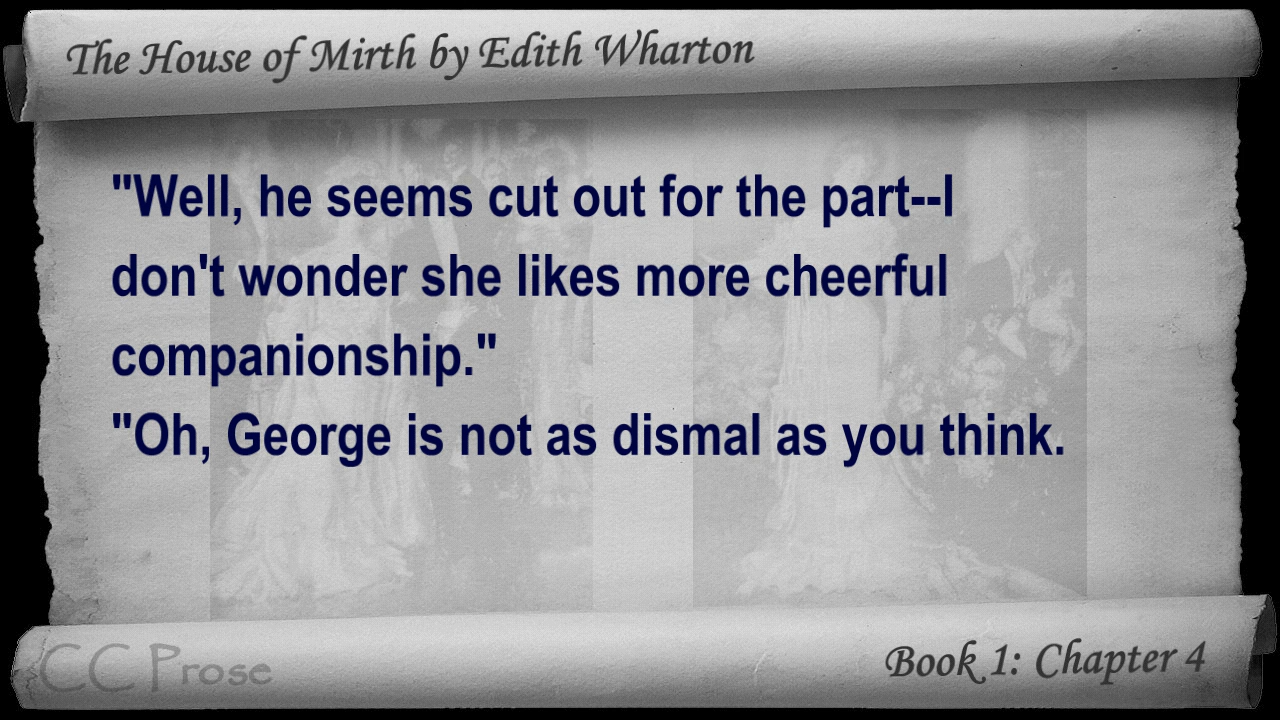 The House of Mirth by Edith Wharton
"Well, he seems cut out for the part--I
don't wonder she likes more cheerful
companionship."
"Oh, George is not as dismal as you think.
CC Prose
Book 1: Chapter 4